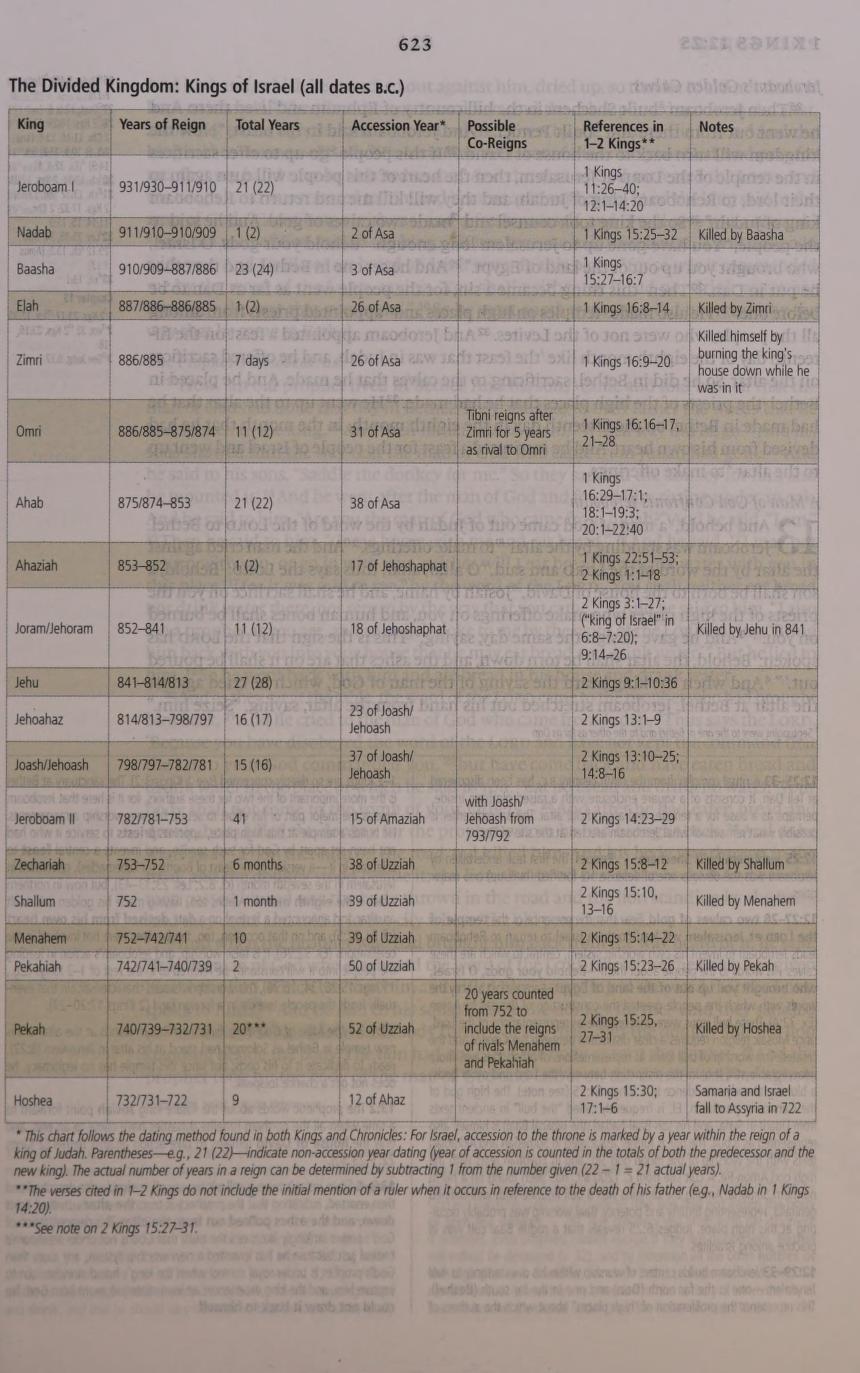 623
The Divided Kingdom: Kings of Israel (all dates B.C.)
King Years of Reign Total Years Accession Year* Possible Co-Reigns References in 1–2 Kings** Notes
Jeroboam I 931/930–911/910 21 (22) 1 Kings 11:26–40; 12:1–14:20
Nadab 911/910–910/909 1 (2) 2 of Asa 1 Kings 15:25–32 Killed by Baasha
Baasha 910/909–887/886 23 (24) 3 of Asa 1 Kings 15:27–16:7
Elah 887/886–886/885 1 (2) 26 of Asa 1 Kings 16:8–14 Killed by Zimri
Zimri 886/885 7 days 26 of Asa 1 Kings 16:9–20 Killed himself by burning the king's house down while he was in it
Omri 886/885–875/874 11 (12) 31 of Asa Tibni reigns after Zimri for 5 years as rival to Omri 1 Kings 16:16–17, 21–28
Ahab 875/874–853 21 (22) 38 of Asa 1 Kings 16:29–17:1; 18:1–19:3; 20:1–22:40
Ahaziah 853–852 1 (2) 17 of Jehoshaphat 1 Kings 22:51–53; 2 Kings 1:1–18
Joram/Jehoram 852–841 11 (12) 18 of Jehoshaphat 2 Kings 3:1–27; ("king of Israel" in 6:8–7:20); 9:14–26 Killed by Jehu in 841
Jehu 841–814/813 27 (28) 2 Kings 9:1–10:36
Jehoahaz 814/813–798/797 16 (17) 23 of Joash/Jehoash 2 Kings 13:1–9
Joash/Jehoash 798/797–782/781 15 (16) 37 of Joash/Jehoash 2 Kings 13:10–25; 14:8–16
Jeroboam II 782/781–753 41 15 of Amaziah with Joash/Jehoash from 793/792 2 Kings 14:23–29
Zechariah 753–752 6 months 38 of Uzziah 2 Kings 15:8–12 Killed by Shallum
Shallum 752 1 month 39 of Uzziah 2 Kings 15:10, 13–16 Killed by Menahem
Menahem 752–742/741 10 39 of Uzziah 2 Kings 15:14–22
Pekahiah 742/741–740/739 2 50 of Uzziah 2 Kings 15:23–26 Killed by Pekah
Pekah 740/739–732/731 20*** 52 of Uzziah 20 years counted from 752 to include the reigns of rivals Menahem and Pekahiah 2 Kings 15:25, 27–31 Killed by Hoshea
Hoshea 732/731–722 9 12 of Ahaz 2 Kings 15:30; 17:1–6 Samaria and Israel fall to Assyria in 722
* This chart follows the dating method found in both Kings and Chronicles: For Israel, accession to the throne is marked by a year within the reign of a
king of Judah. Parentheses—e.g., 21 (22)—indicate non-accession year dating (year of accession is counted in the totals of both the predecessor and the
new king). The actual number of years in a reign can be determined by subtracting 1 from the number given (22 – 1 = 21 actual years).
**The verses cited in 1–2 Kings do not include the initial mention of a ruler when it occurs in reference to the death of his father (e.g., Nadab in 1 Kings
14:20).
***See note on 2 Kings 15:27–31.